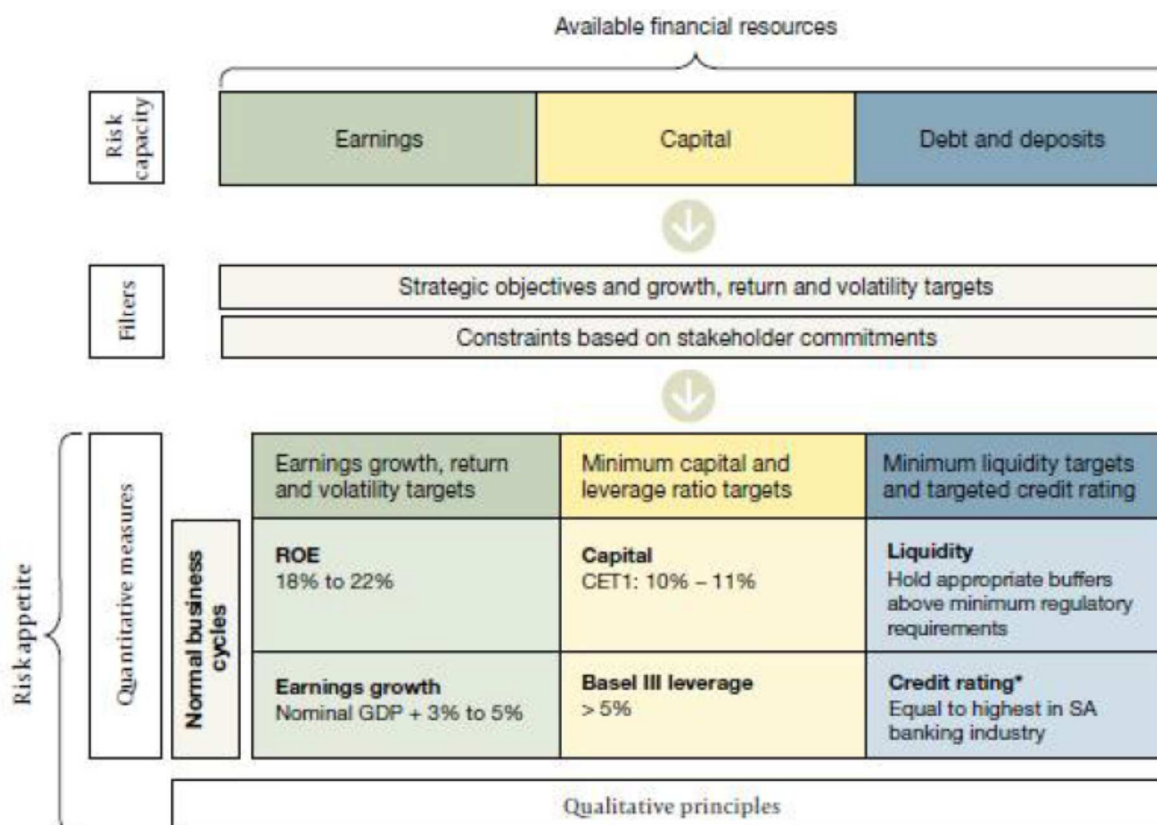 Available financial resources
Risk
capacity
Earnings
Capital
Debt and deposits
Filters
Strategic objectives and growth, return and volatility targets
Constraints based on stakeholder commitments
Risk appetite
Quantitative measures
Normal business
cycles
Earnings growth, return
and volatility targets
Minimum capital and
leverage ratio targets
Minimum liquidity targets
and targeted credit rating
ROE
18% to 22%
Capital
CET1: 10% – 11%
Liquidity
Hold appropriate buffers
above minimum regulatory
requirements
Earnings growth
Nominal GDP + 3% to 5%
Basel III leverage
> 5%
Credit rating*
Equal to highest in SA
banking industry
Qualitative principles